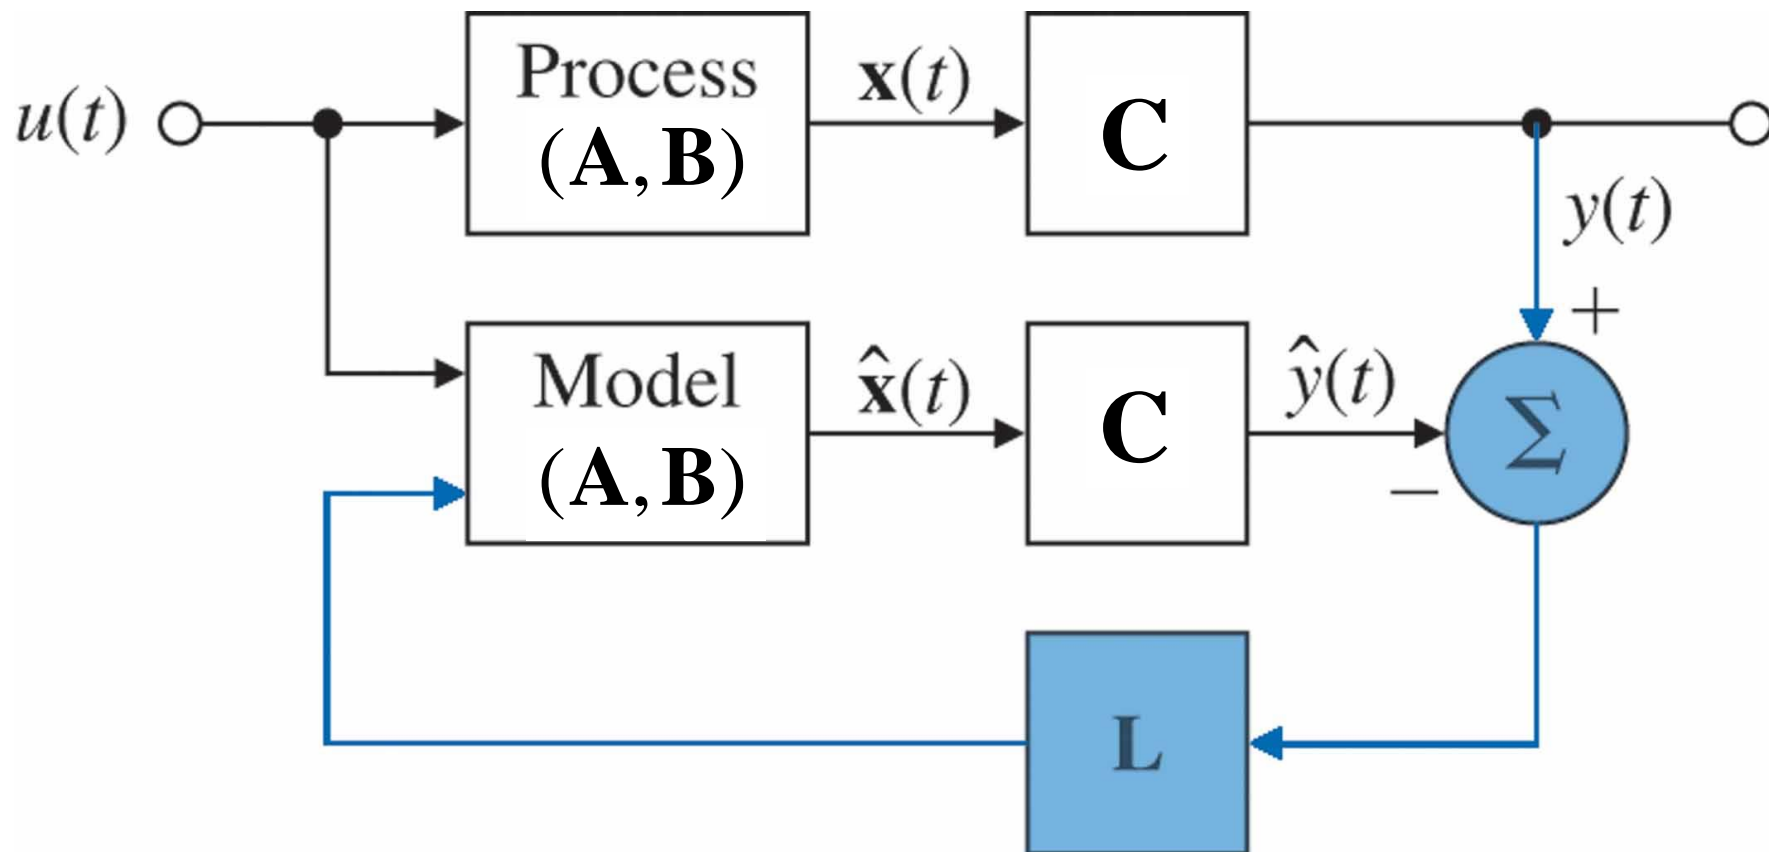 u(t)
Process
(A, B)
x(t)
C
y(t)
+
Model
(A, B)
x̂(t)
C
ŷ(t)
−
Σ
L